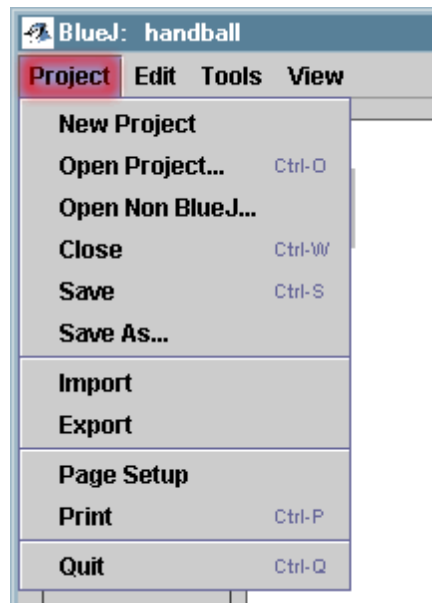 BlueJ: handball
Project Edit Tools View
New Project
Open Project... Ctrl-O
Open Non BlueJ...
Close Ctrl-W
Save Ctrl-S
Save As...
Import
Export
Page Setup
Print Ctrl-P
Quit Ctrl-Q